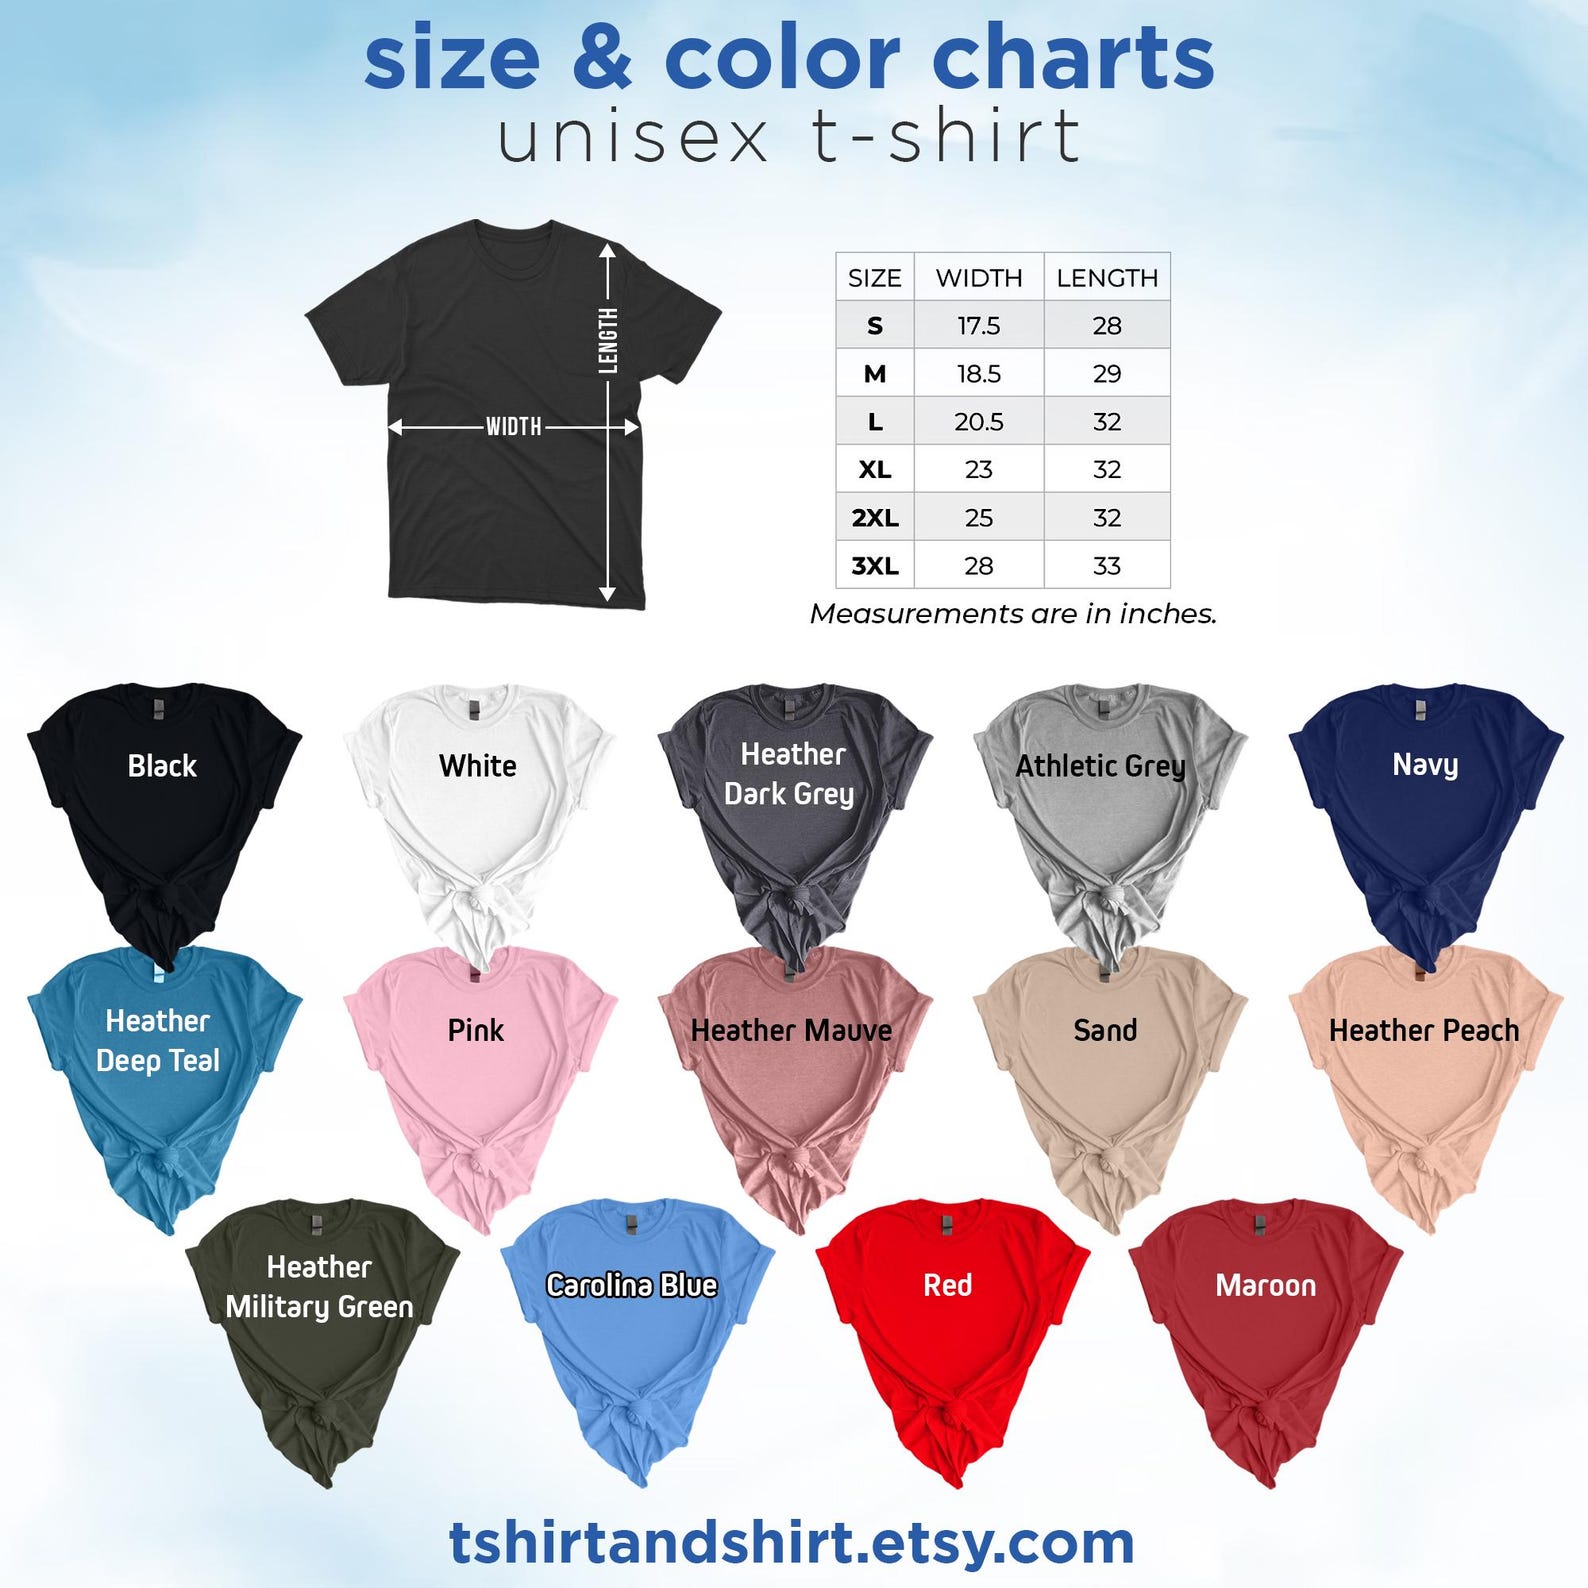 size & color charts
unisex t-shirt
LENGTH
WIDTH
SIZE WIDTH LENGTH
S 17.5 28
M 18.5 29
L 20.5 32
XL 23 32
2XL 25 32
3XL 28 33
Measurements are in inches.
Black
White
Heather
Dark Grey
Athletic Grey
Navy
Heather
Deep Teal
Pink
Heather Mauve
Sand
Heather Peach
Heather
Military Green
Carolina Blue
Red
Maroon
tshirtandshirt.etsy.com